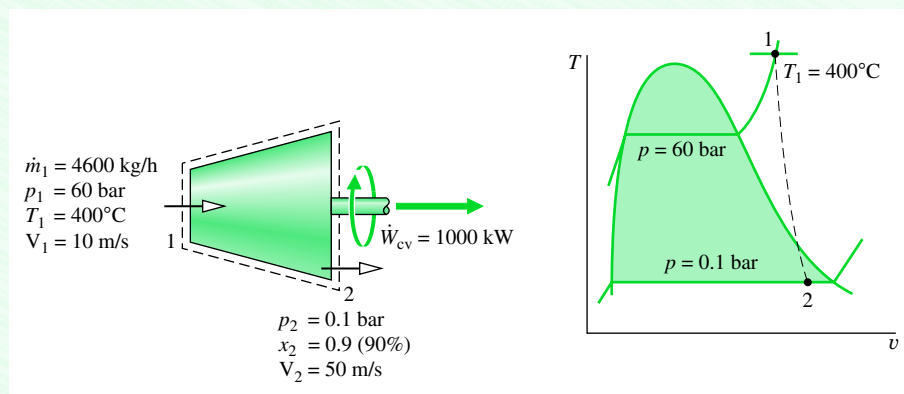 ṁ₁ = 4600 kg/h
p₁ = 60 bar
T₁ = 400°C
V₁ = 10 m/s
1
Ẇcv = 1000 kW
2
p₂ = 0.1 bar
x₂ = 0.9 (90%)
V₂ = 50 m/s
T
1
T₁ = 400°C
p = 60 bar
p = 0.1 bar
2
v